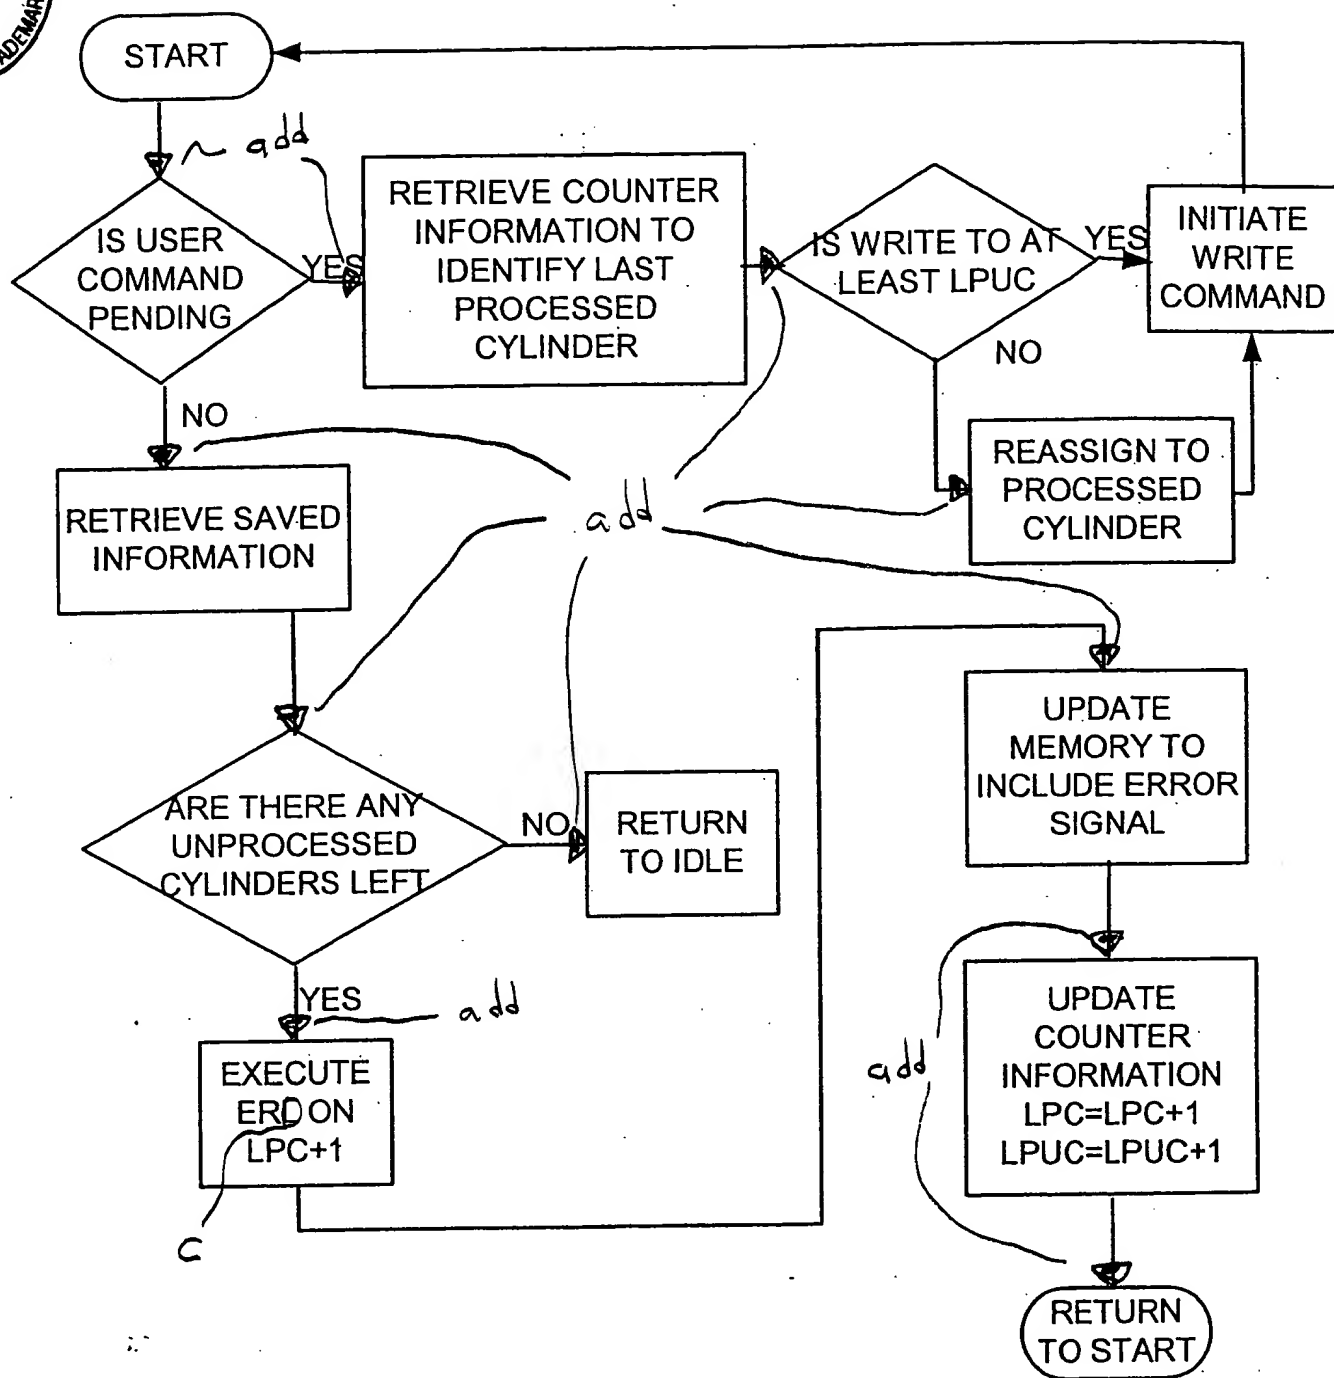 ADEMAR
START
~ add
IS USER
COMMAND
PENDING
YES
RETRIEVE COUNTER
INFORMATION TO
IDENTIFY LAST
PROCESSED
CYLINDER
IS WRITE TO AT
LEAST LPUC
YES
INITIATE
WRITE
COMMAND
NO
NO
REASSIGN TO
PROCESSED
CYLINDER
RETRIEVE SAVED
INFORMATION
add
UPDATE
MEMORY TO
INCLUDE ERROR
SIGNAL
ARE THERE ANY
UNPROCESSED
CYLINDERS LEFT
NO
RETURN
TO IDLE
YES
add
EXECUTE
ERD ON
LPC+1
C
add
UPDATE
COUNTER
INFORMATION
LPC=LPC+1
LPUC=LPUC+1
RETURN
TO START